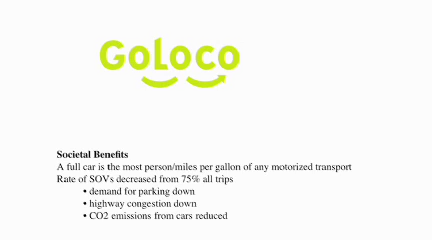 GoLoco
Societal Benefits
A full car is the most person/miles per gallon of any motorized transport
Rate of SOVs decreased from 75% all trips
• demand for parking down
• highway congestion down
• CO2 emissions from cars reduced